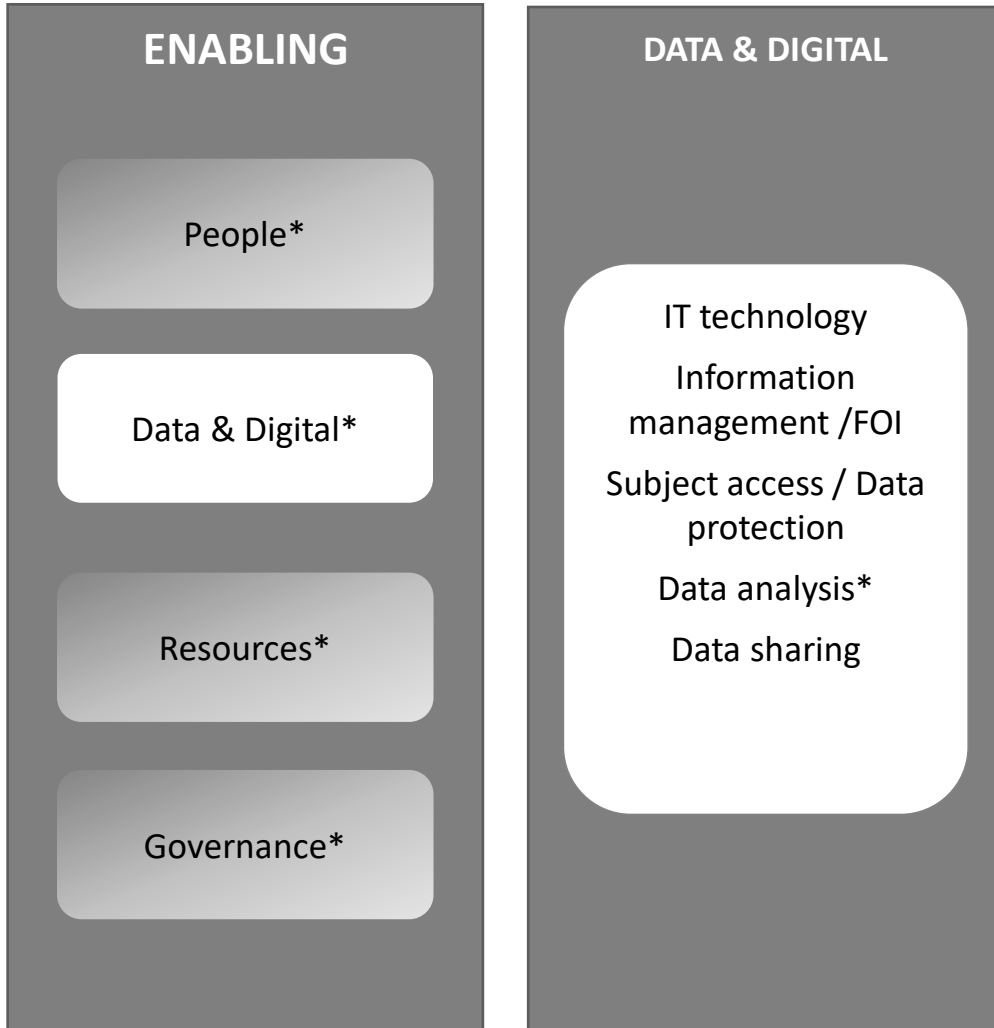 ENABLING
People*
Data & Digital*
Resources*
Governance*
DATA & DIGITAL
IT technology
Information
management /FOI
Subject access / Data
protection
Data analysis*
Data sharing